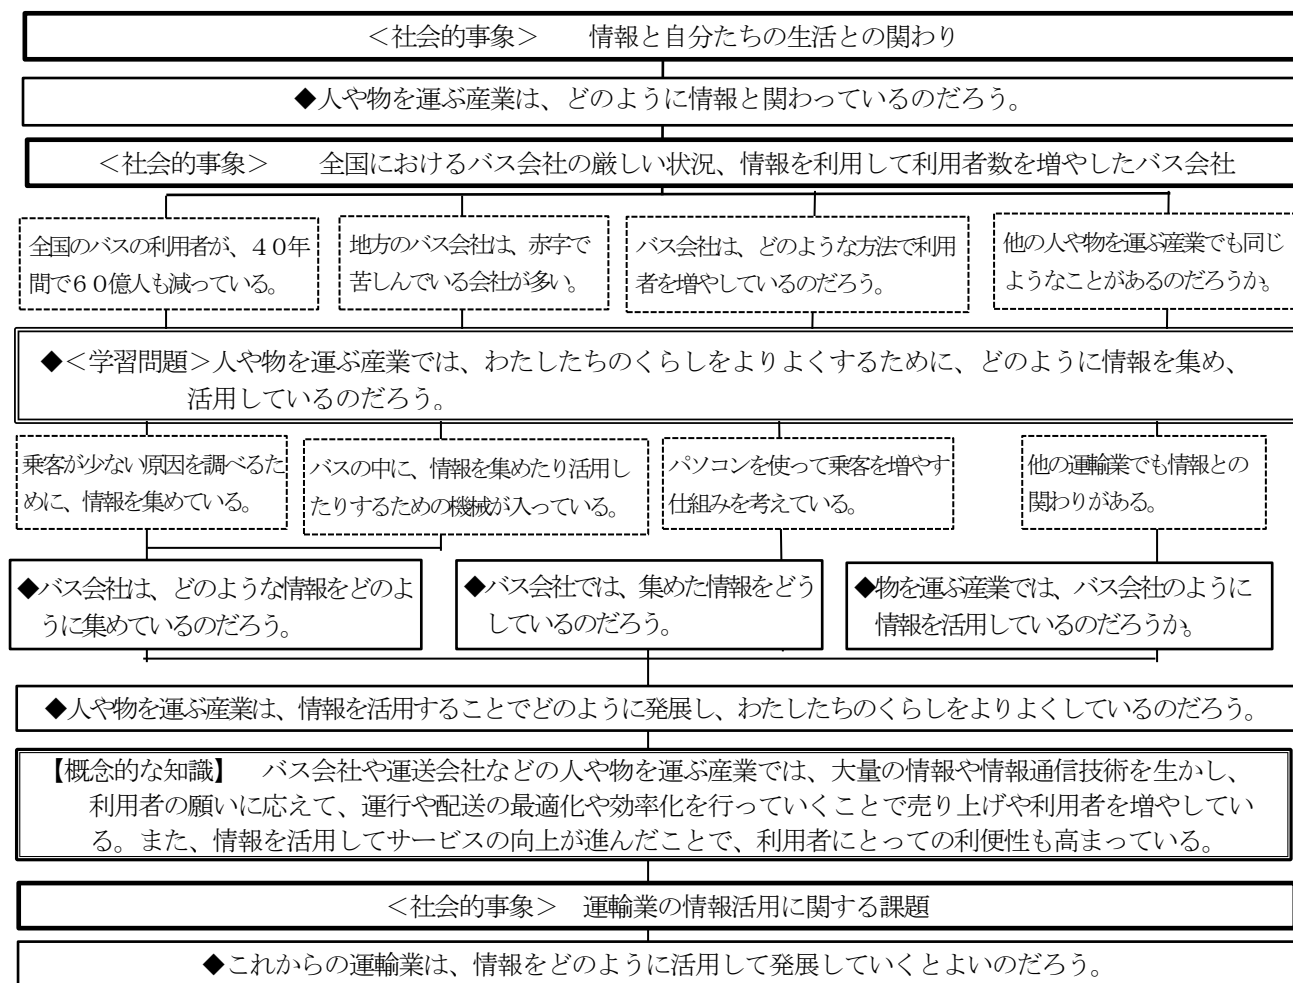 ＜社会的事象＞　　情報と自分たちの生活との関わり
◆人や物を運ぶ産業は、どのように情報と関わっているのだろう。
＜社会的事象＞　　全国におけるバス会社の厳しい状況、情報を利用して利用者数を増やしたバス会社
全国のバスの利用者が、４０年
間で６０億人も減っている。
地方のバス会社は、赤字で
苦しんでいる会社が多い。
バス会社は、どのような方法で利用
者を増やしているのだろう。
他の人や物を運ぶ産業でも同じ
ようなことがあるのだろうか。
◆＜学習問題＞人や物を運ぶ産業では、わたしたちのくらしをよりよくするために、どのように情報を集め、
活用しているのだろう。
乗客が少ない原因を調べるた
めに、情報を集めている。
バスの中に、情報を集めたり活用し
たりするための機械が入っている。
パソコンを使って乗客を増やす
仕組みを考えている。
他の運輸業でも情報との
関わりがある。
◆バス会社は、どのような情報をどのよ
うに集めているのだろう。
◆バス会社では、集めた情報をどう
しているのだろう。
◆物を運ぶ産業では、バス会社のように
情報を活用しているのだろうか。
◆人や物を運ぶ産業は、情報を活用することでどのように発展し、わたしたちのくらしをよりよくしているのだろう。
【概念的な知識】　バス会社や運送会社などの人や物を運ぶ産業では、大量の情報や情報通信技術を生かし、
利用者の願いに応えて、運行や配送の最適化や効率化を行っていくことで売り上げや利用者を増やしてい
る。また、情報を活用してサービスの向上が進んだことで、利用者にとっての利便性も高まっている。
＜社会的事象＞　運輸業の情報活用に関する課題
◆これからの運輸業は、情報をどのように活用して発展していくとよいのだろう。